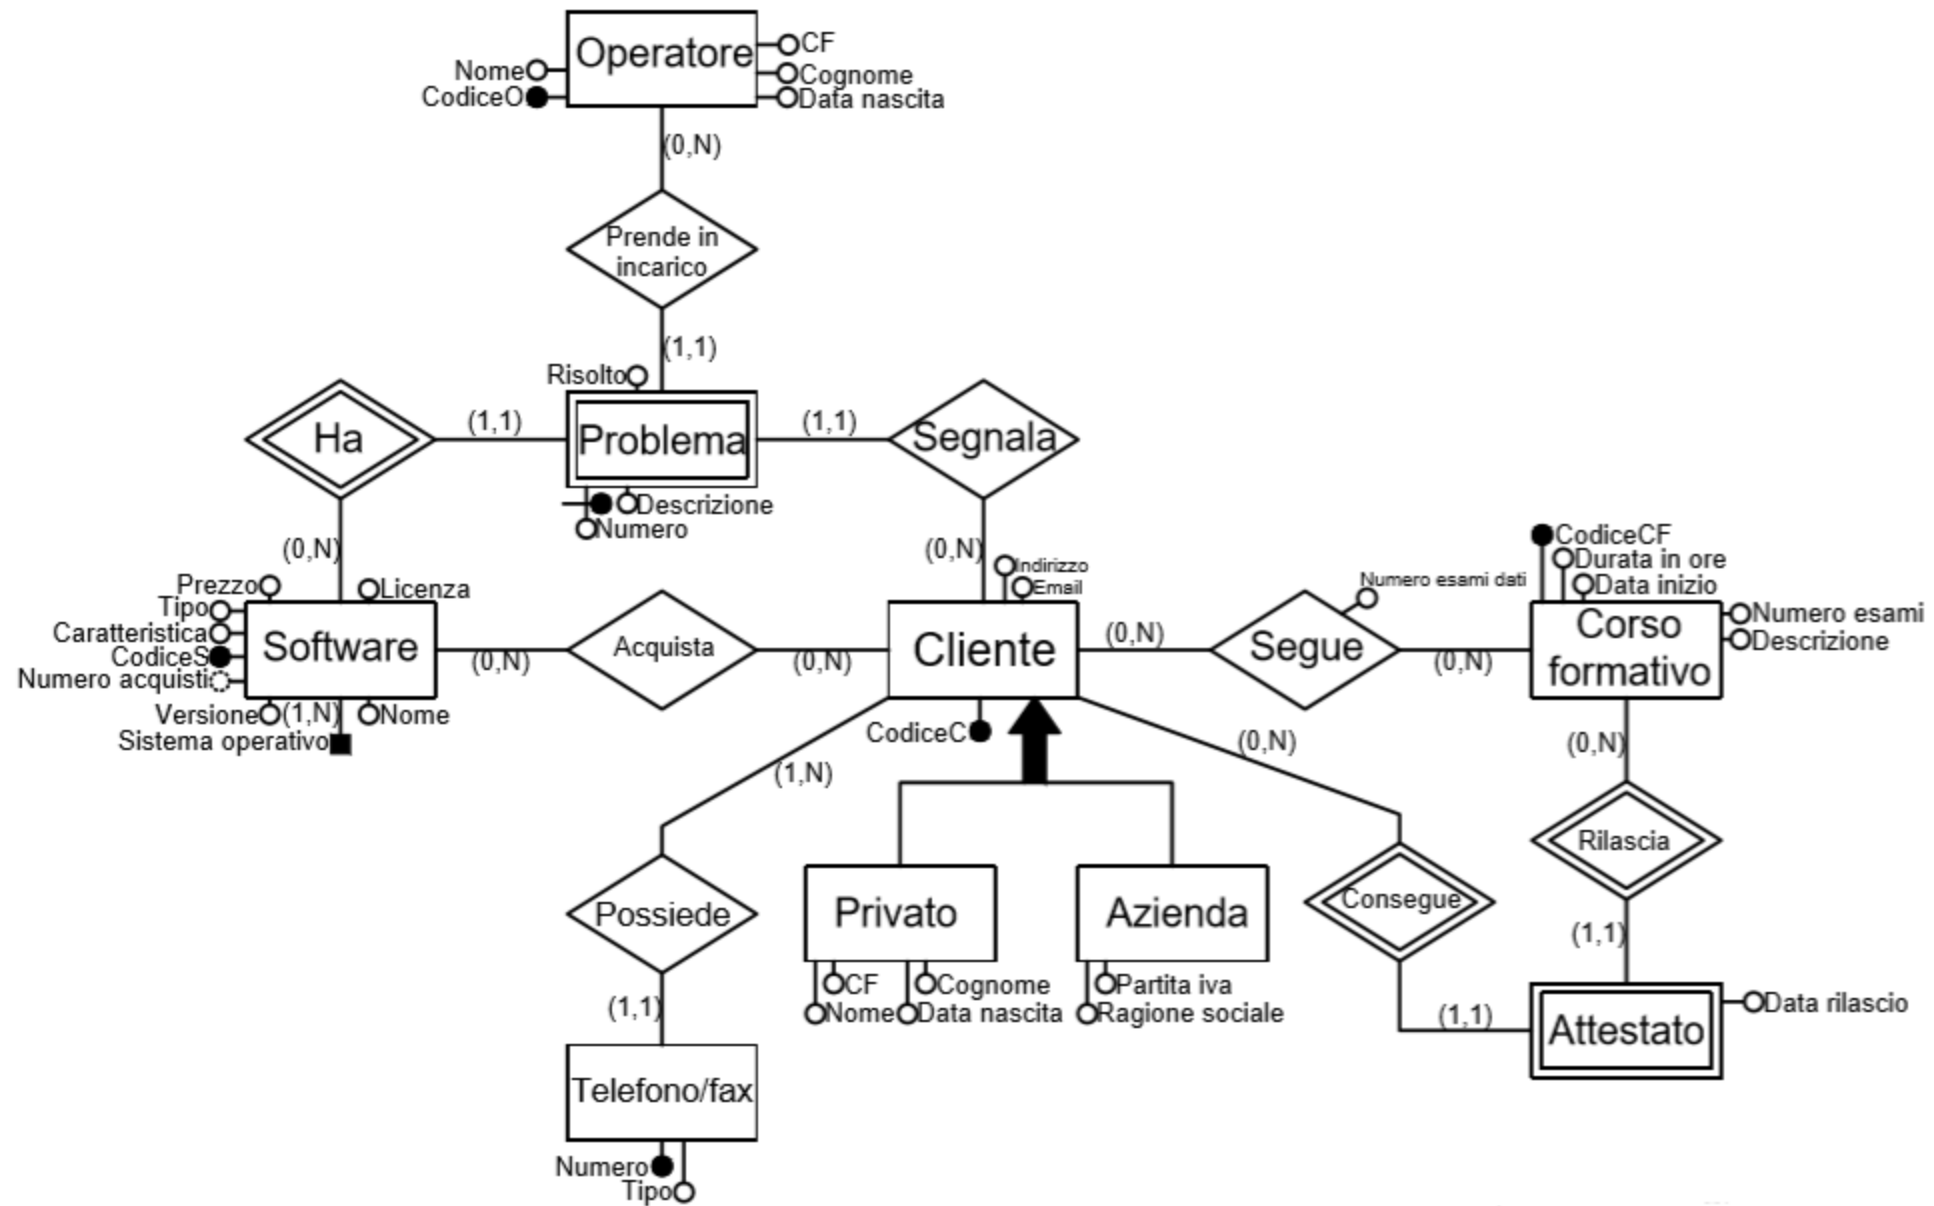 Operatore
CF
Nome
Cognome
CodiceO
Data nascita
(0,N)
Prende in
incarico
(1,1)
Risolto
Ha
(1,1)
Problema
(1,1)
Segnala
Descrizione
Numero
(0,N)
(0,N)
Indirizzo
Email
CodiceCF
Durata in ore
Data inizio
Numero esami dati
Prezzo
Licenza
Tipo
Caratteristica
CodiceS
Numero acquisti
Software
(0,N)
Acquista
(0,N)
Cliente
(0,N)
Segue
(0,N)
Corso
formativo
Numero esami
Descrizione
Versione
(1,N)
Nome
Sistema operativo
CodiceC
(0,N)
(0,N)
(1,N)
Rilascia
Possiede
Privato
Azienda
Consegue
(1,1)
CF
Cognome
Nome
Data nascita
Partita iva
Ragione sociale
(1,1)
(1,1)
Attestato
Data rilascio
Telefono/fax
Numero
Tipo